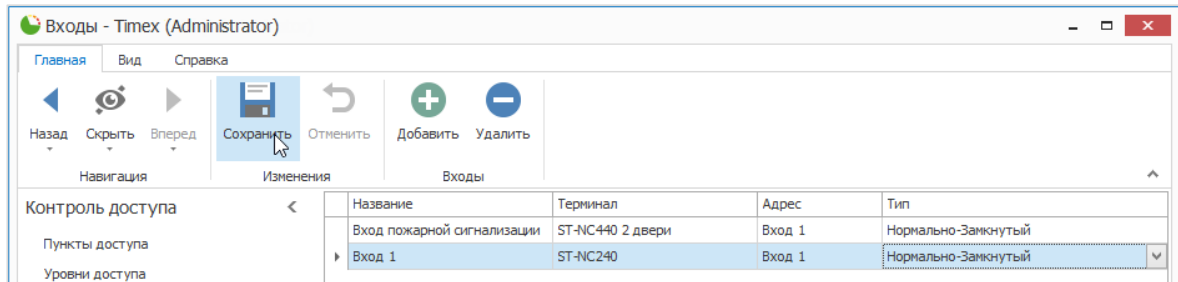 Входы - Timex (Administrator)
Главная Вид Справка
Назад Скрыть Вперед Сохранить Отменить Добавить Удалить
Навигация Изменения Входы
Контроль доступа
Пункты доступа
Уровни доступа
Название Терминал Адрес Тип
Вход пожарной сигнализации ST-NC440 2 двери Вход 1 Нормально-Замкнутый
Вход 1 ST-NC240 Вход 1 Нормально-Замкнутый